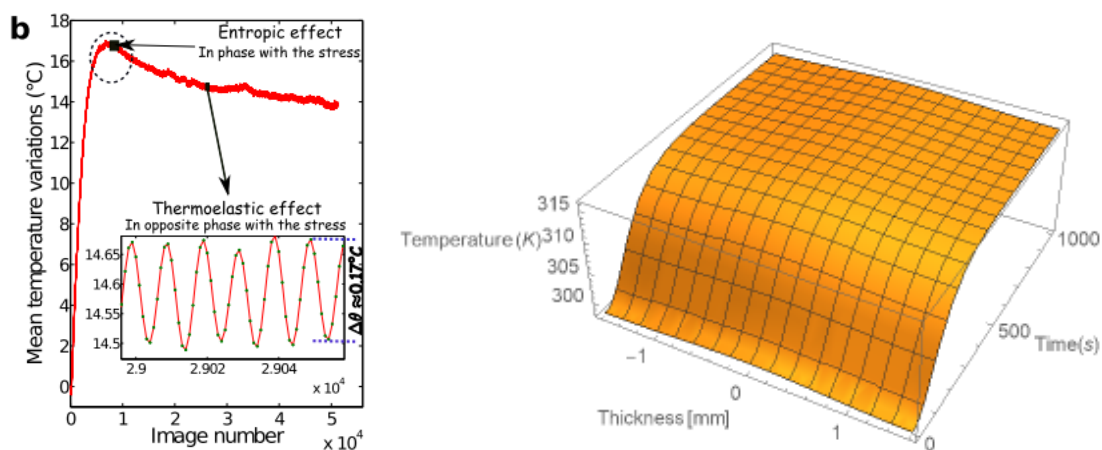 b
18
16
14
12
10
8
6
4
2
0
Mean temperature variations (°C)
Entropic effect
In phase with the stress
Thermoelastic effect
In opposite phase with the stress
14.65
14.6
14.55
14.5
Δθ≈0.17°C
2.9 2.902 2.904
x 10⁴
0 1 2 3 4 5
Image number
x 10⁴
315
310
305
300
Temperature (K)
-1
0
1
Thickness [mm]
0
500
1000
Time(s)